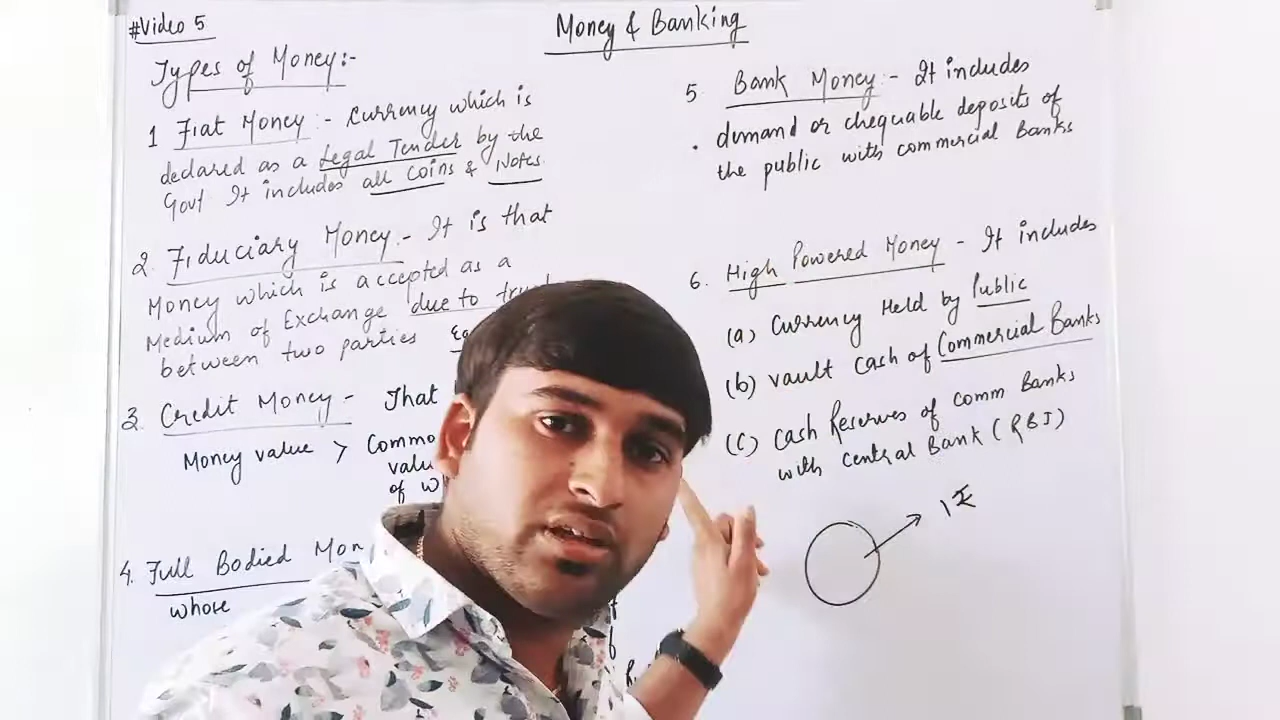 #Video 5
Money & Banking
Types of Money:-
1 Fiat Money:- Currency which is
declared as a Legal Tender by the
Govt It includes all Coins & Notes.
2. Fiduciary Money.- It is that
Money which is accepted as a
Medium of Exchange due to
between two parties
3. Credit Money - That
Money value >
of
4. Full Bodied
whose
5. Bank Money - It includes
demand or chequable deposits of
the public with commercial Banks
6. High Powered Money - It includes
(a) Currency Held by Public
(b) vault Cash of Commercial Banks
(C) Cash Reserves of comm Banks
with Central Bank (RBI)
1 ₹